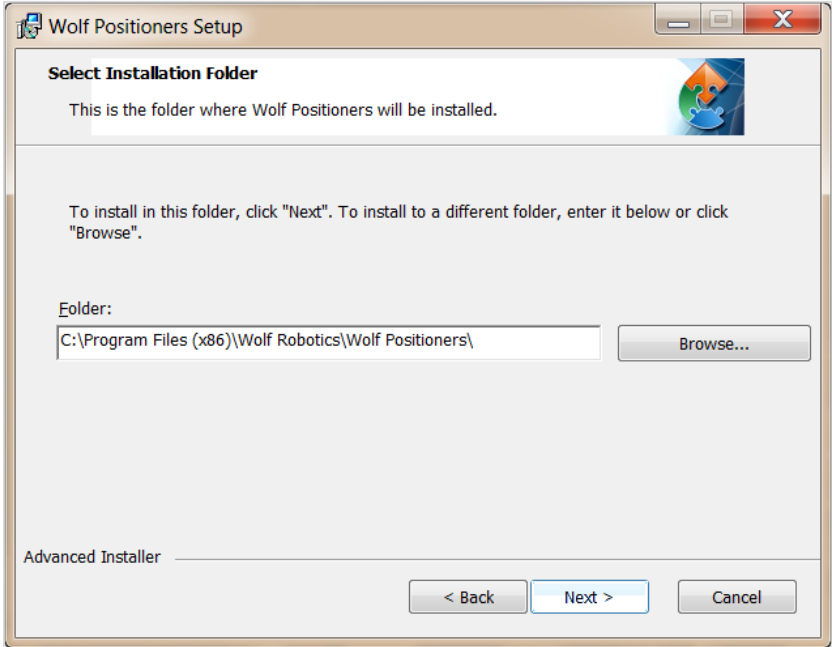 Wolf Positioners Setup
Select Installation Folder
This is the folder where Wolf Positioners will be installed.
To install in this folder, click "Next". To install to a different folder, enter it below or click
"Browse".
Folder:
C:\Program Files (x86)\Wolf Robotics\Wolf Positioners\
Browse...
Advanced Installer
< Back
Next >
Cancel